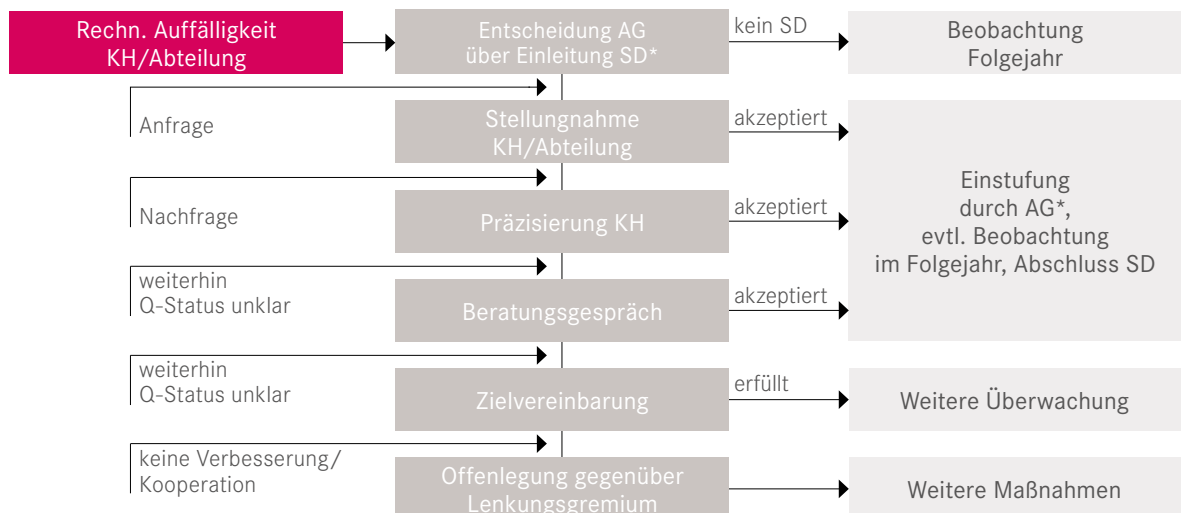 Rechn. Auffälligkeit
KH/Abteilung
Entscheidung AG
über Einleitung SD*
kein SD
Beobachtung
Folgejahr
Anfrage
Stellungnahme
KH/Abteilung
akzeptiert
Nachfrage
Präzisierung KH
akzeptiert
Einstufung
durch AG*,
evtl. Beobachtung
im Folgejahr, Abschluss SD
weiterhin
Q-Status unklar
Beratungsgespräch
akzeptiert
weiterhin
Q-Status unklar
Zielvereinbarung
erfüllt
Weitere Überwachung
keine Verbesserung/
Kooperation
Offenlegung gegenüber
Lenkungsgremium
Weitere Maßnahmen